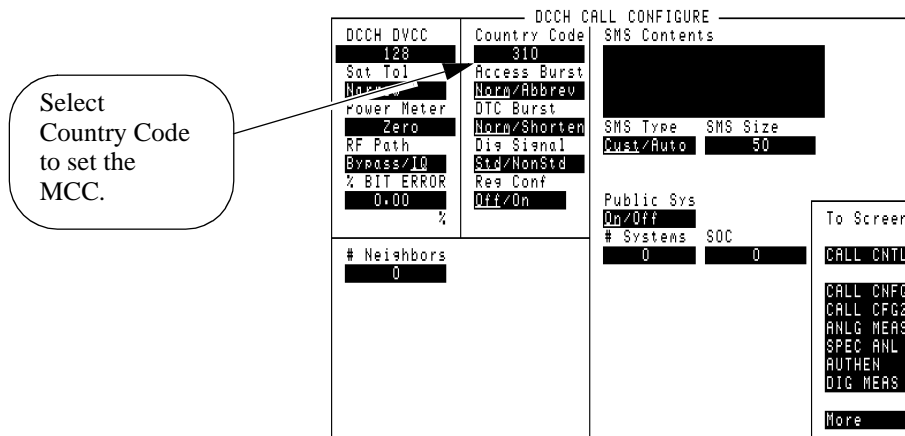 DCCH CALL CONFIGURE
DCCH DVCC
128
Sat Tol
Narrow
Power Meter
Zero
RF Path
Bypass/IQ
% BIT ERROR
0.00
%
# Neighbors
0
Country Code
310
Access Burst
Norm/Abbrev
DTC Burst
Norm/Shorten
Dig Signal
Std/NonStd
Reg Conf
Off/On
SMS Contents
SMS Type SMS Size
Cust/Auto 50
Public Sys
On/Off
# Systems SOC
0 0
To Screen
CALL CNTL
CALL CNFG
CALL CFG2
ANLG MEAS
SPEC ANL
AUTHEN
DIG MEAS
More
Select
Country Code
to set the
MCC.